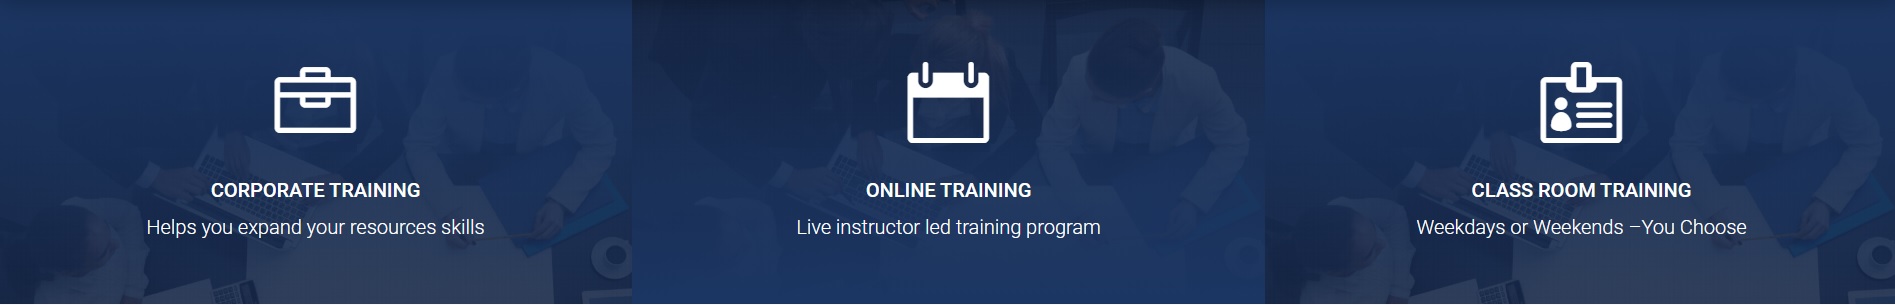 CORPORATE TRAINING
Helps you expand your resources skills
ONLINE TRAINING
Live instructor led training program
CLASS ROOM TRAINING
Weekdays or Weekends –You Choose